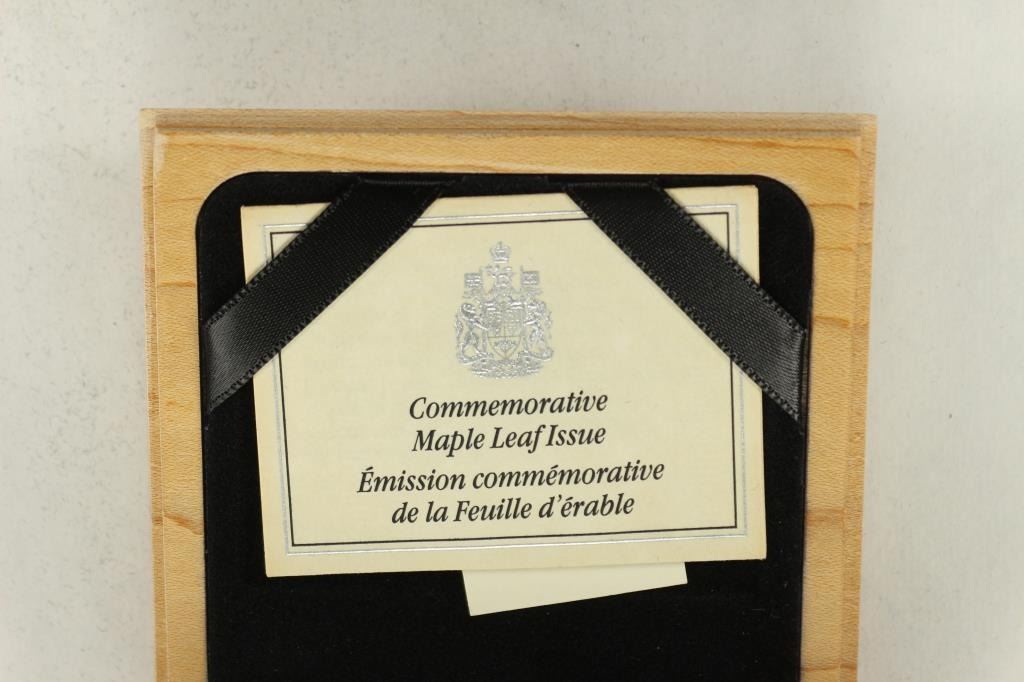 Commemorative
Maple Leaf Issue
Émission commémorative
de la Feuille d'érable